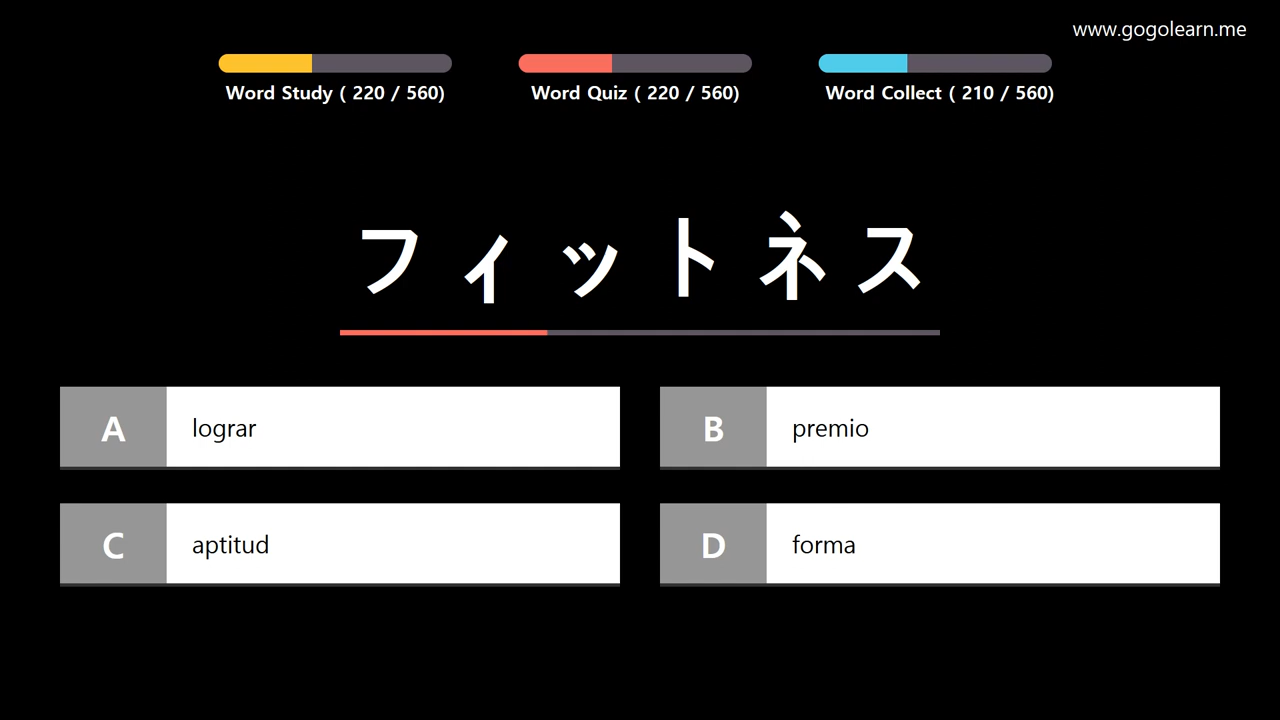 www.gogolearn.me
Word Study ( 220 / 560)
Word Quiz ( 220 / 560)
Word Collect ( 210 / 560)
フィットネス
A lograr
B premio
C aptitud
D forma